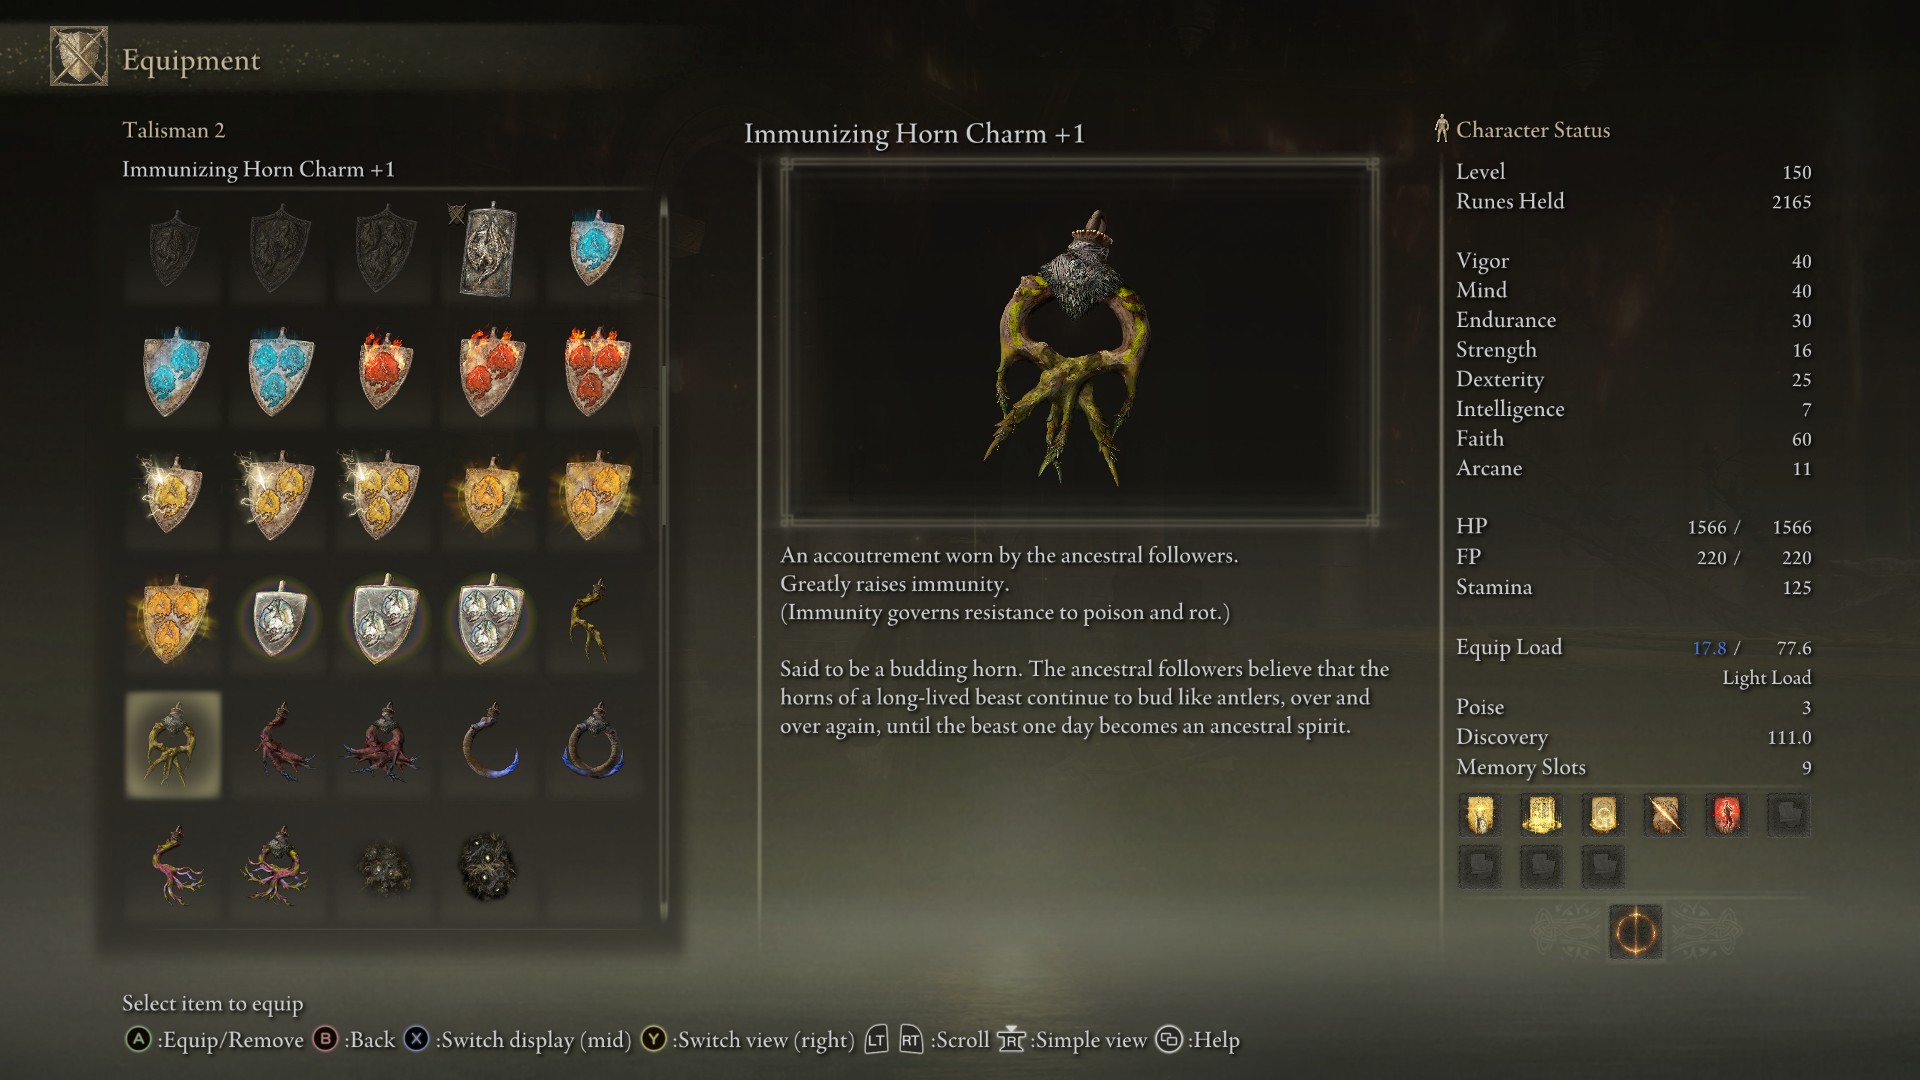 Equipment
Talisman 2
Immunizing Horn Charm +1
Immunizing Horn Charm +1
An accoutrement worn by the ancestral followers.
Greatly raises immunity.
(Immunity governs resistance to poison and rot.)
Said to be a budding horn. The ancestral followers believe that the
horns of a long-lived beast continue to bud like antlers, over and
over again, until the beast one day becomes an ancestral spirit.
Character Status
Level 150
Runes Held 2165
Vigor 40
Mind 40
Endurance 30
Strength 16
Dexterity 25
Intelligence 7
Faith 60
Arcane 11
HP 1566 / 1566
FP 220 / 220
Stamina 125
Equip Load 17.8 / 77.6
Light Load
Poise 3
Discovery 111.0
Memory Slots 9
Select item to equip
A :Equip/Remove B :Back X :Switch display (mid) Y :Switch view (right) LT RT :Scroll R :Simple view :Help